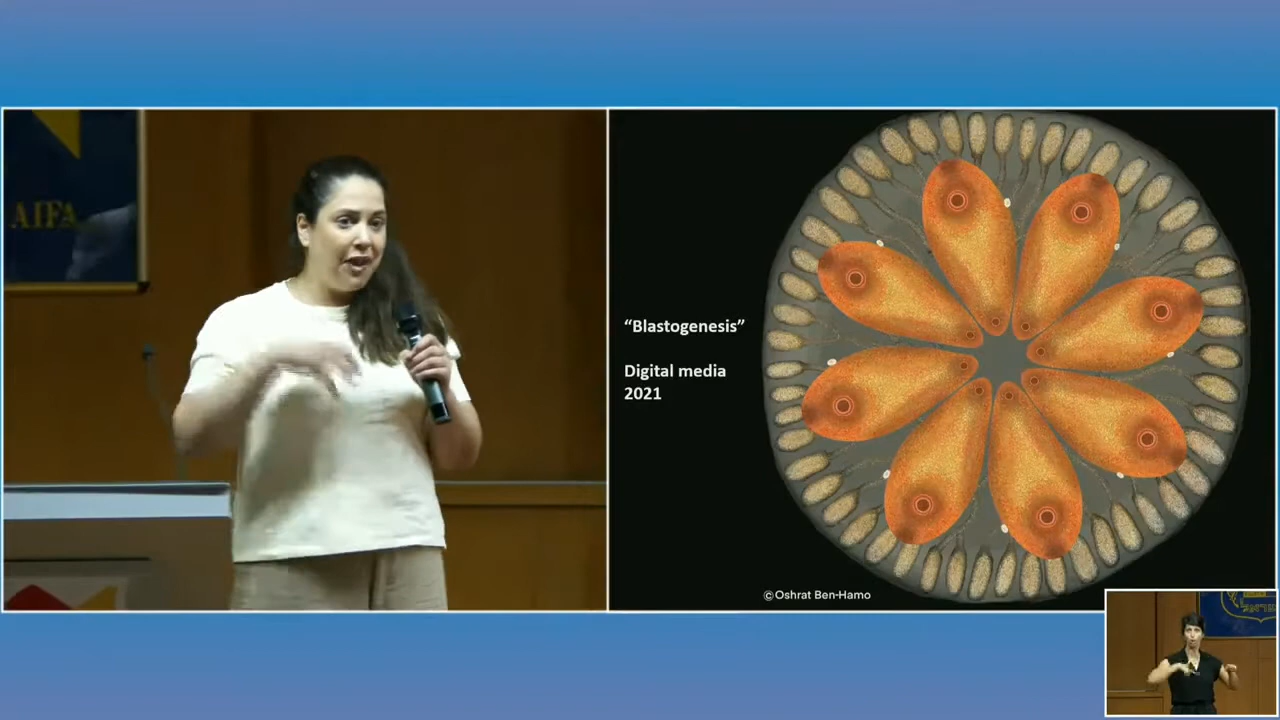 AIFA
“Blastogenesis”
Digital media
2021
©Oshrat Ben-Hamo